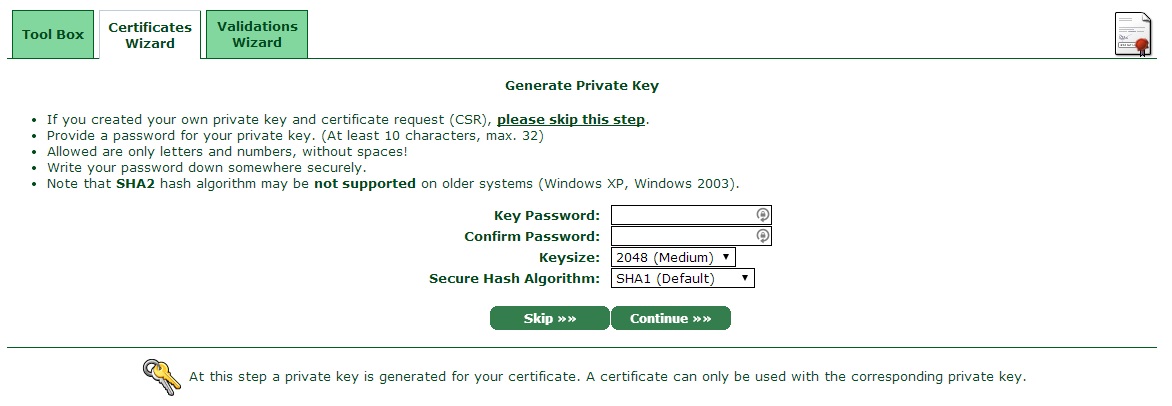 Tool Box
Certificates
Wizard
Validations
Wizard
Generate Private Key
If you created your own private key and certificate request (CSR), please skip this step.
Provide a password for your private key. (At least 10 characters, max. 32)
Allowed are only letters and numbers, without spaces!
Write your password down somewhere securely.
Note that SHA2 hash algorithm may be not supported on older systems (Windows XP, Windows 2003).
Key Password:
Confirm Password:
Keysize: 2048 (Medium)
Secure Hash Algorithm: SHA1 (Default)
Skip »» Continue »»
At this step a private key is generated for your certificate. A certificate can only be used with the corresponding private key.